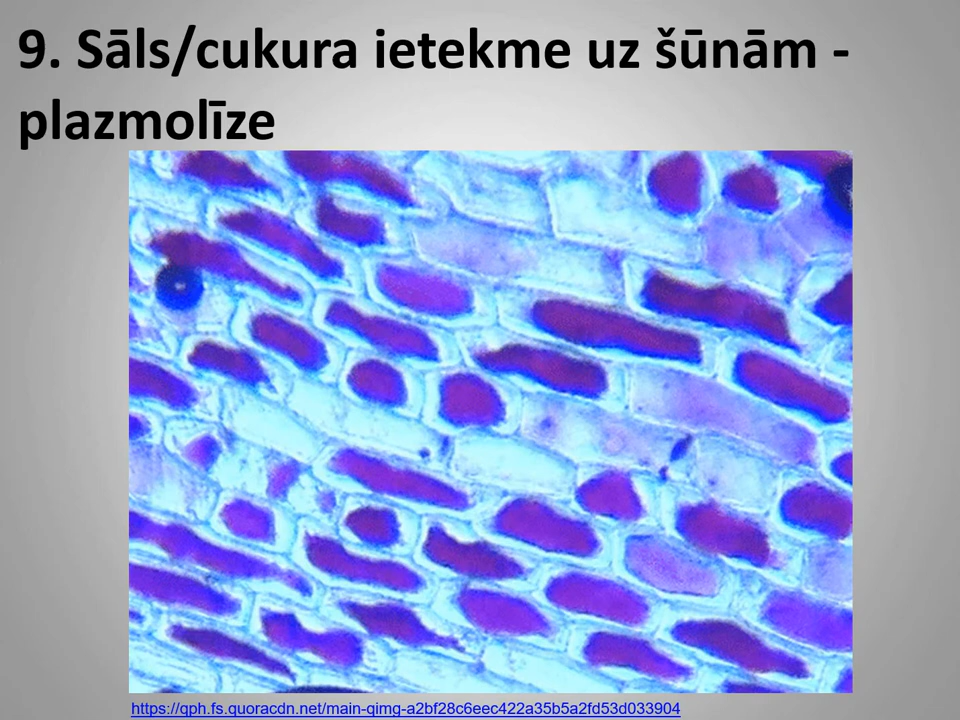 9. Sāls/cukura ietekme uz šūnām -
plazmolīze
https://qph.fs.quoracdn.net/main-qimg-a2bf28c6eec422a35b5a2fd53d033904